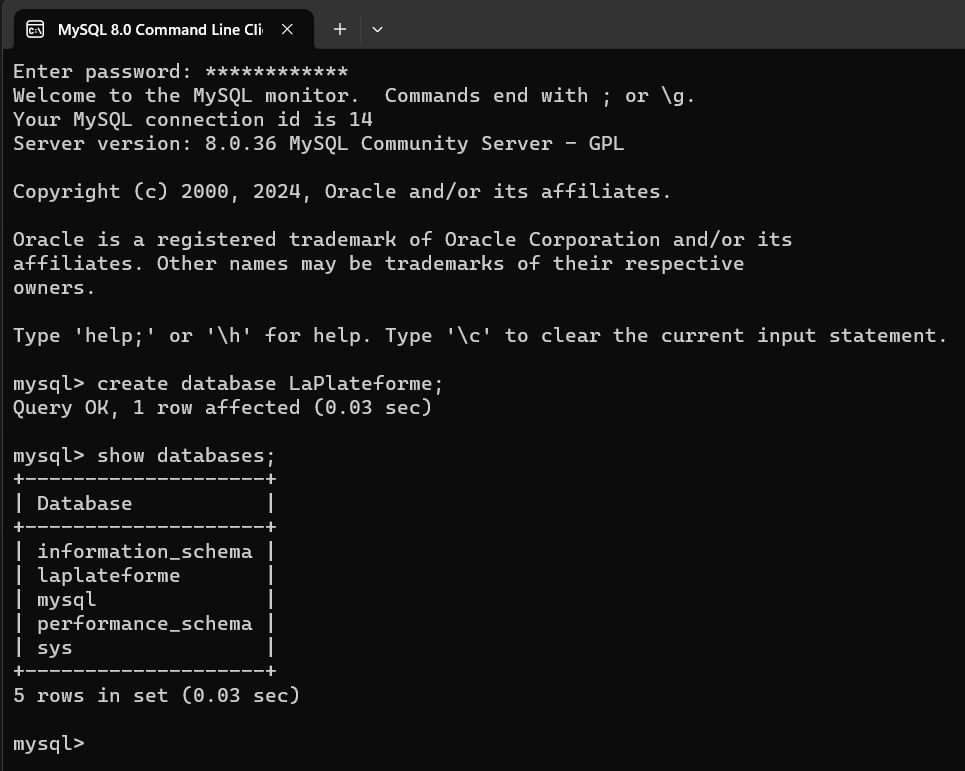 MySQL 8.0 Command Line Cli
Enter password: ************
Welcome to the MySQL monitor.  Commands end with ; or \g.
Your MySQL connection id is 14
Server version: 8.0.36 MySQL Community Server - GPL
Copyright (c) 2000, 2024, Oracle and/or its affiliates.
Oracle is a registered trademark of Oracle Corporation and/or its
affiliates. Other names may be trademarks of their respective
owners.
Type 'help;' or '\h' for help. Type '\c' to clear the current input statement.
mysql> create database LaPlateforme;
Query OK, 1 row affected (0.03 sec)
mysql> show databases;
+--------------------+
| Database           |
+--------------------+
| information_schema |
| laplateforme       |
| mysql              |
| performance_schema |
| sys                |
+--------------------+
5 rows in set (0.03 sec)
mysql>